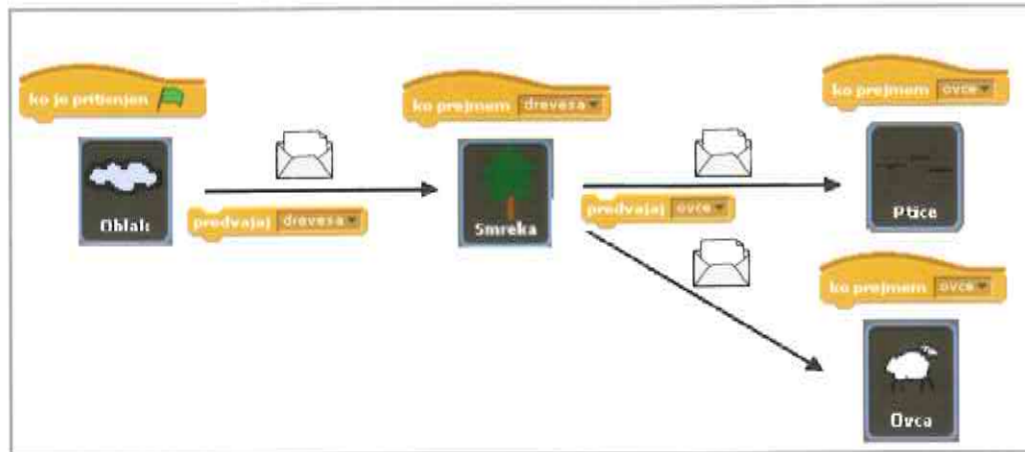 ko je pritisnjen
Oblak
predvajaj drevesa
ko prejmem drevesa
Smreka
predvajaj ovce
ko prejmem ovce
Ptice
ko prejmem ovce
Ovca